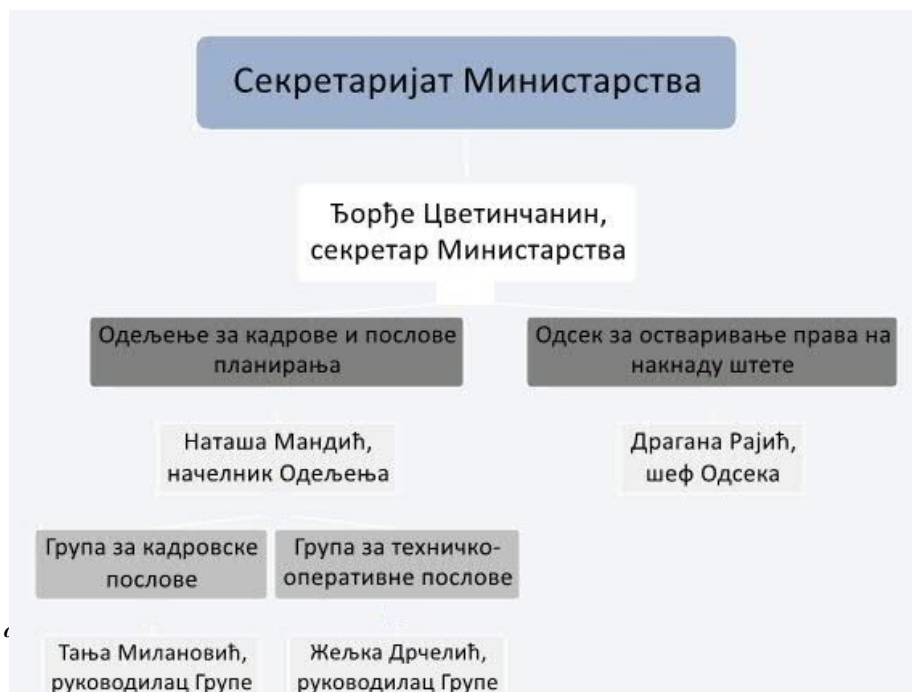 Секретаријат Министарства
Ђорђе Цветинчанин,
секретар Министарства
Одељење за кадрове и послове
планирања
Одсек за остваривање права на
накнаду штете
Наташа Мандић,
начелник Одељења
Драгана Рајић,
шеф Одсека
Група за кадровске
послове
Група за техничко-
оперативне послове
Тања Милановић,
руководилац Групе
Жељка Дрчелић,
руководилац Групе